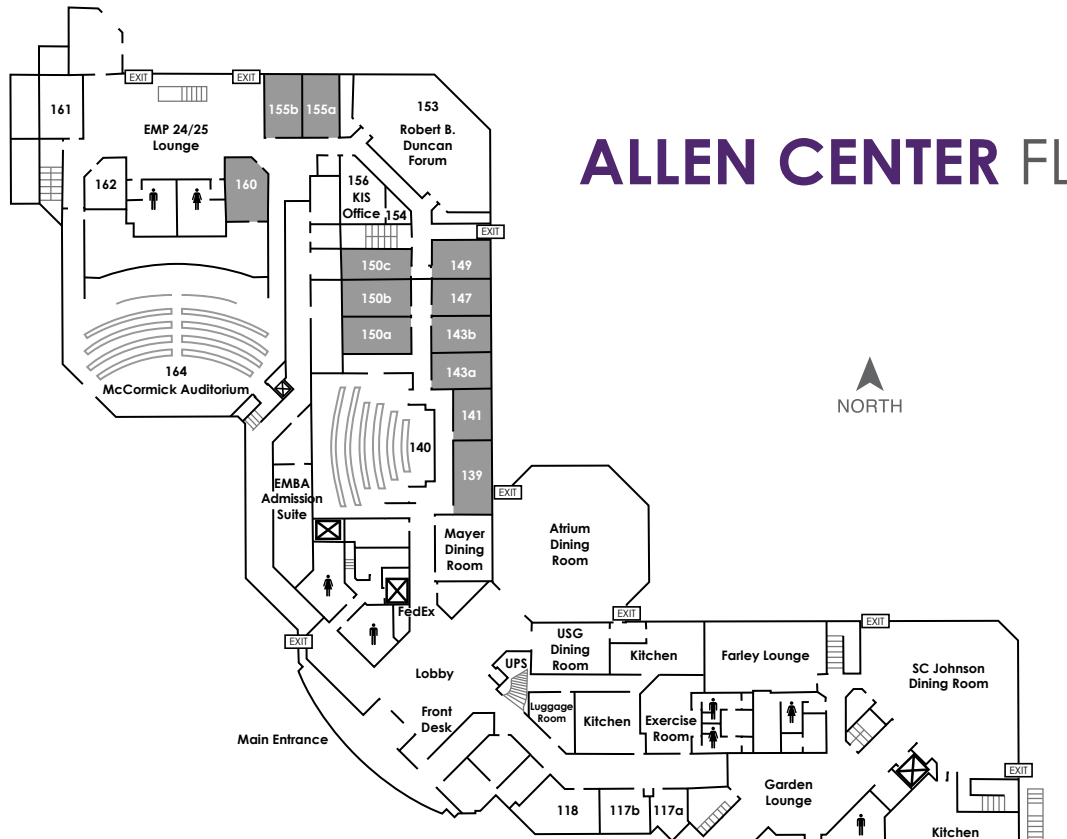 EXIT
EXIT
161
155b
155a
153
EMP 24/25
Lounge
Robert B.
Duncan
Forum
ALLEN CENTER FL
162
160
156
KIS
Office
154
EXIT
150c
149
150b
147
150a
143b
143a
164
McCormick Auditorium
NORTH
141
140
139
EMBA
Admission
Suite
EXIT
Mayer
Dining
Room
Atrium
Dining
Room
FedEx
EXIT
EXIT
EXIT
USG
Dining
Room
Kitchen
Farley Lounge
SC Johnson
Dining Room
Lobby
UPS
Luggage
Room
Kitchen
Exercise
Room
Front
Desk
Main Entrance
EXIT
Garden
Lounge
118
117b
117a
Kitchen